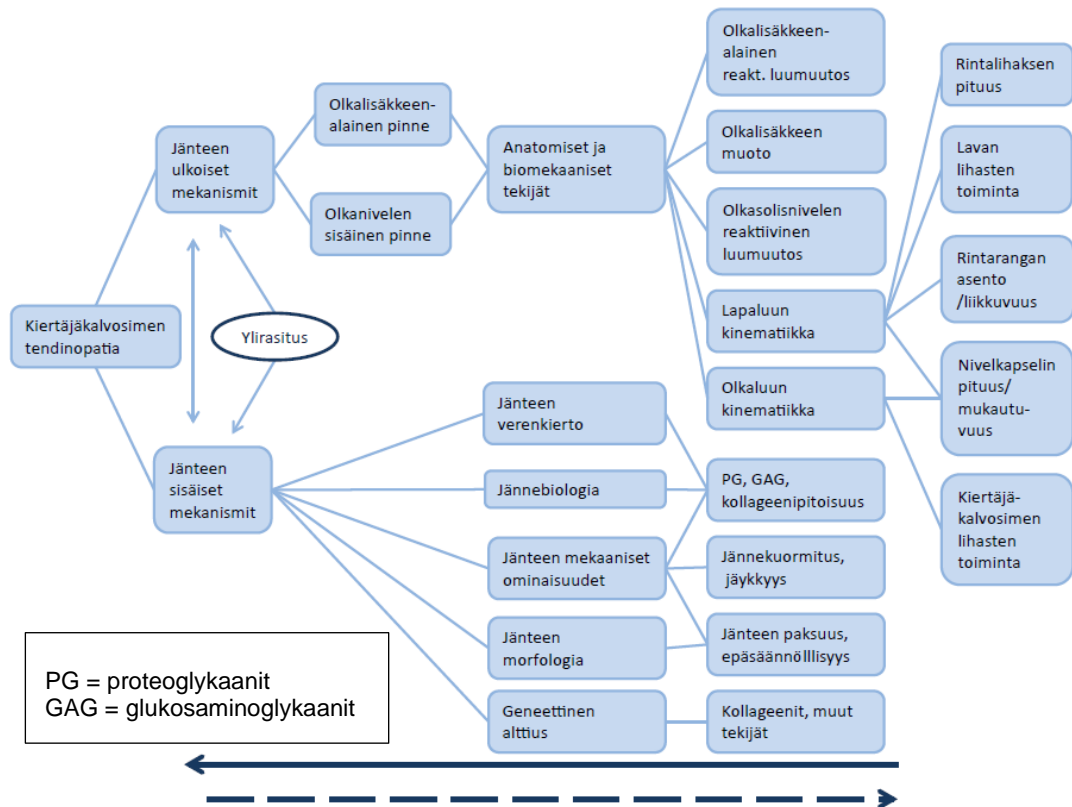 Kiertäjäkalvosimen
tendinopatia
Jänteen
ulkoiset
mekanismit
Ylirasitus
Jänteen
sisäiset
mekanismit
Olkalisäkkeen-
alainen pinne
Olkanivelen
sisäinen pinne
Anatomiset ja
biomekaaniset
tekijät
Olkalisäkkeen-
alainen
reakt. luumuutos
Olkalisäkkeen
muoto
Olkasolisnivelen
reaktiivinen
luumuutos
Lapaluun
kinematiikka
Olkaluun
kinematiikka
Rintalihaksen
pituus
Lavan
lihasten
toiminta
Rintarangan
asento
/liikkuvuus
Nivelkapselin
pituus/
mukautu-
vuus
Kiertäjä-
kalvosimen
lihasten
toiminta
Jänteen
verenkierto
Jännebiologia
Jänteen mekaaniset
ominaisuudet
Jänteen
morfologia
Geneettinen
alttius
PG, GAG,
kollageenipitoisuus
Jännekuormitus,
jäykkyys
Jänteen paksuus,
epäsäännölllisyys
Kollageenit, muut
tekijät
PG = proteoglykaanit
GAG = glukosaminoglykaanit